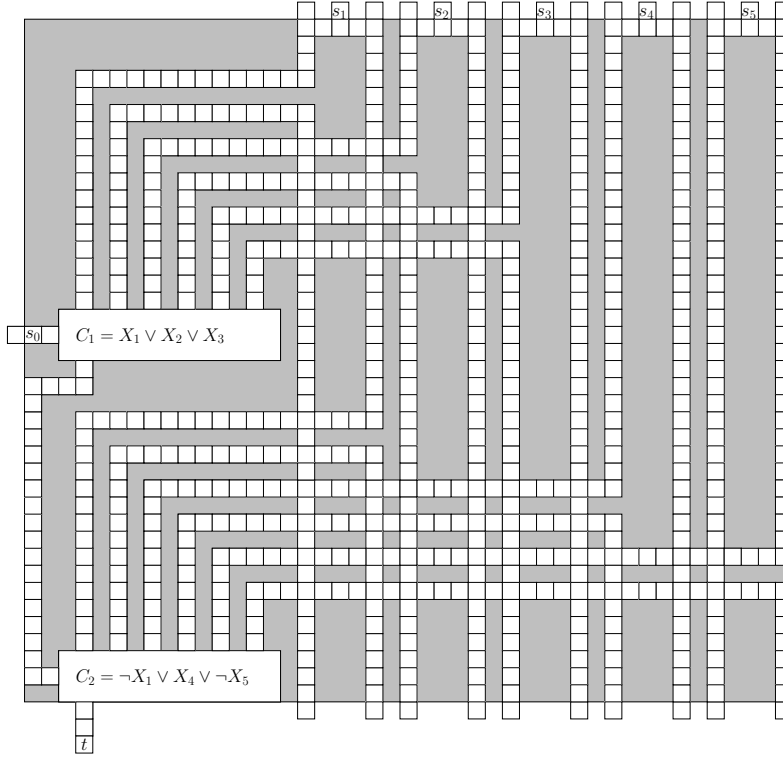 s₁ s₂ s₃ s₄ s₅
s₀ C₁ = X₁ ∨ X₂ ∨ X₃
C₂ = ¬X₁ ∨ X₄ ∨ ¬X₅
t